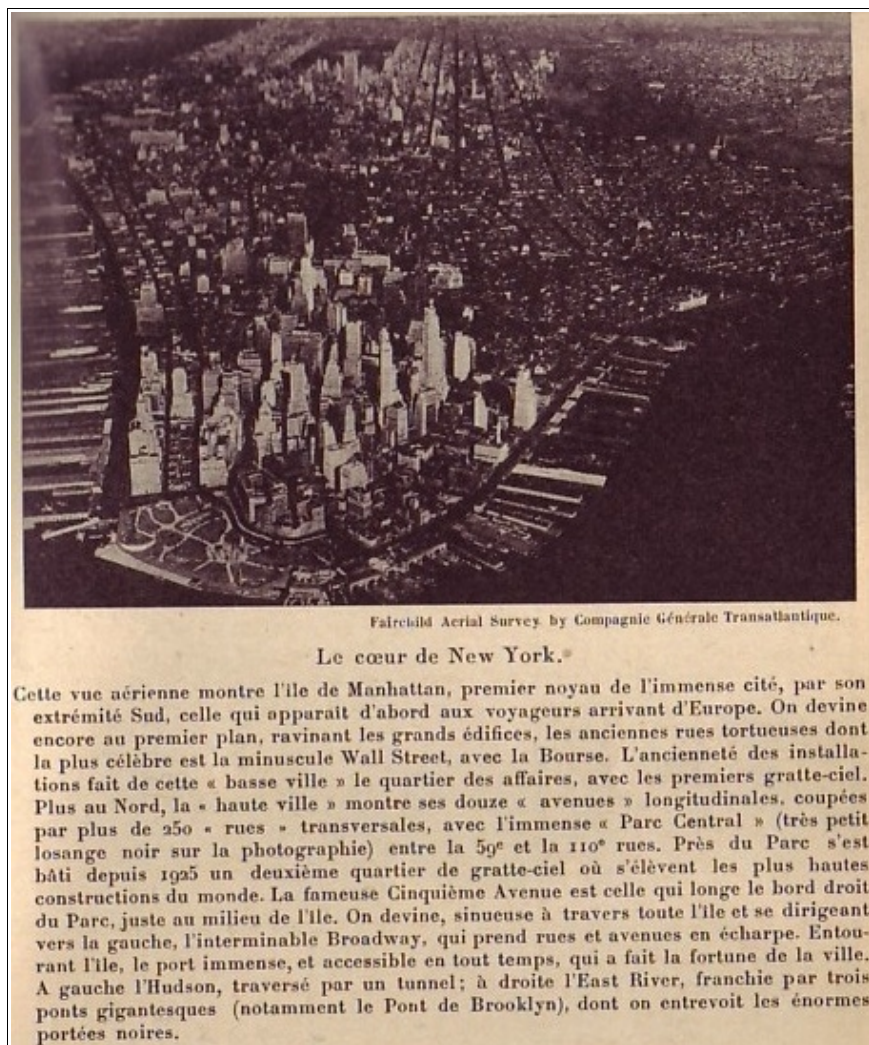 Fairchild Aerial Survey by Compagnie Générale Transatlantique.
Le cœur de New York.
Cette vue aérienne montre l'île de Manhattan, premier noyau de l'immense cité, par son
extrémité Sud, celle qui apparaît d'abord aux voyageurs arrivant d'Europe. On devine
encore au premier plan, ravinant les grands édifices, les anciennes rues tortueuses dont
la plus célèbre est la minuscule Wall Street, avec la Bourse. L'ancienneté des installa-
tions fait de cette « basse ville » le quartier des affaires, avec les premiers gratte-ciel.
Plus au Nord, la « haute ville » montre ses douze « avenues » longitudinales, coupées
par plus de 250 « rues » transversales, avec l'immense « Parc Central » (très petit
losange noir sur la photographie) entre la 59e et la 110e rues. Près du Parc s'est
bâti depuis 1925 un deuxième quartier de gratte-ciel où s'élèvent les plus hautes
constructions du monde. La fameuse Cinquième Avenue est celle qui longe le bord droit
du Parc, juste au milieu de l'île. On devine, sinueuse à travers toute l'île et se dirigeant
vers la gauche, l'interminable Broadway, qui prend rues et avenues en écharpe. Entou-
rant l'île, le port immense, et accessible en tout temps, qui a fait la fortune de la ville.
A gauche l'Hudson, traversé par un tunnel; à droite l'East River, franchie par trois
ponts gigantesques (notamment le Pont de Brooklyn), dont on entrevoit les énormes
portées noires.